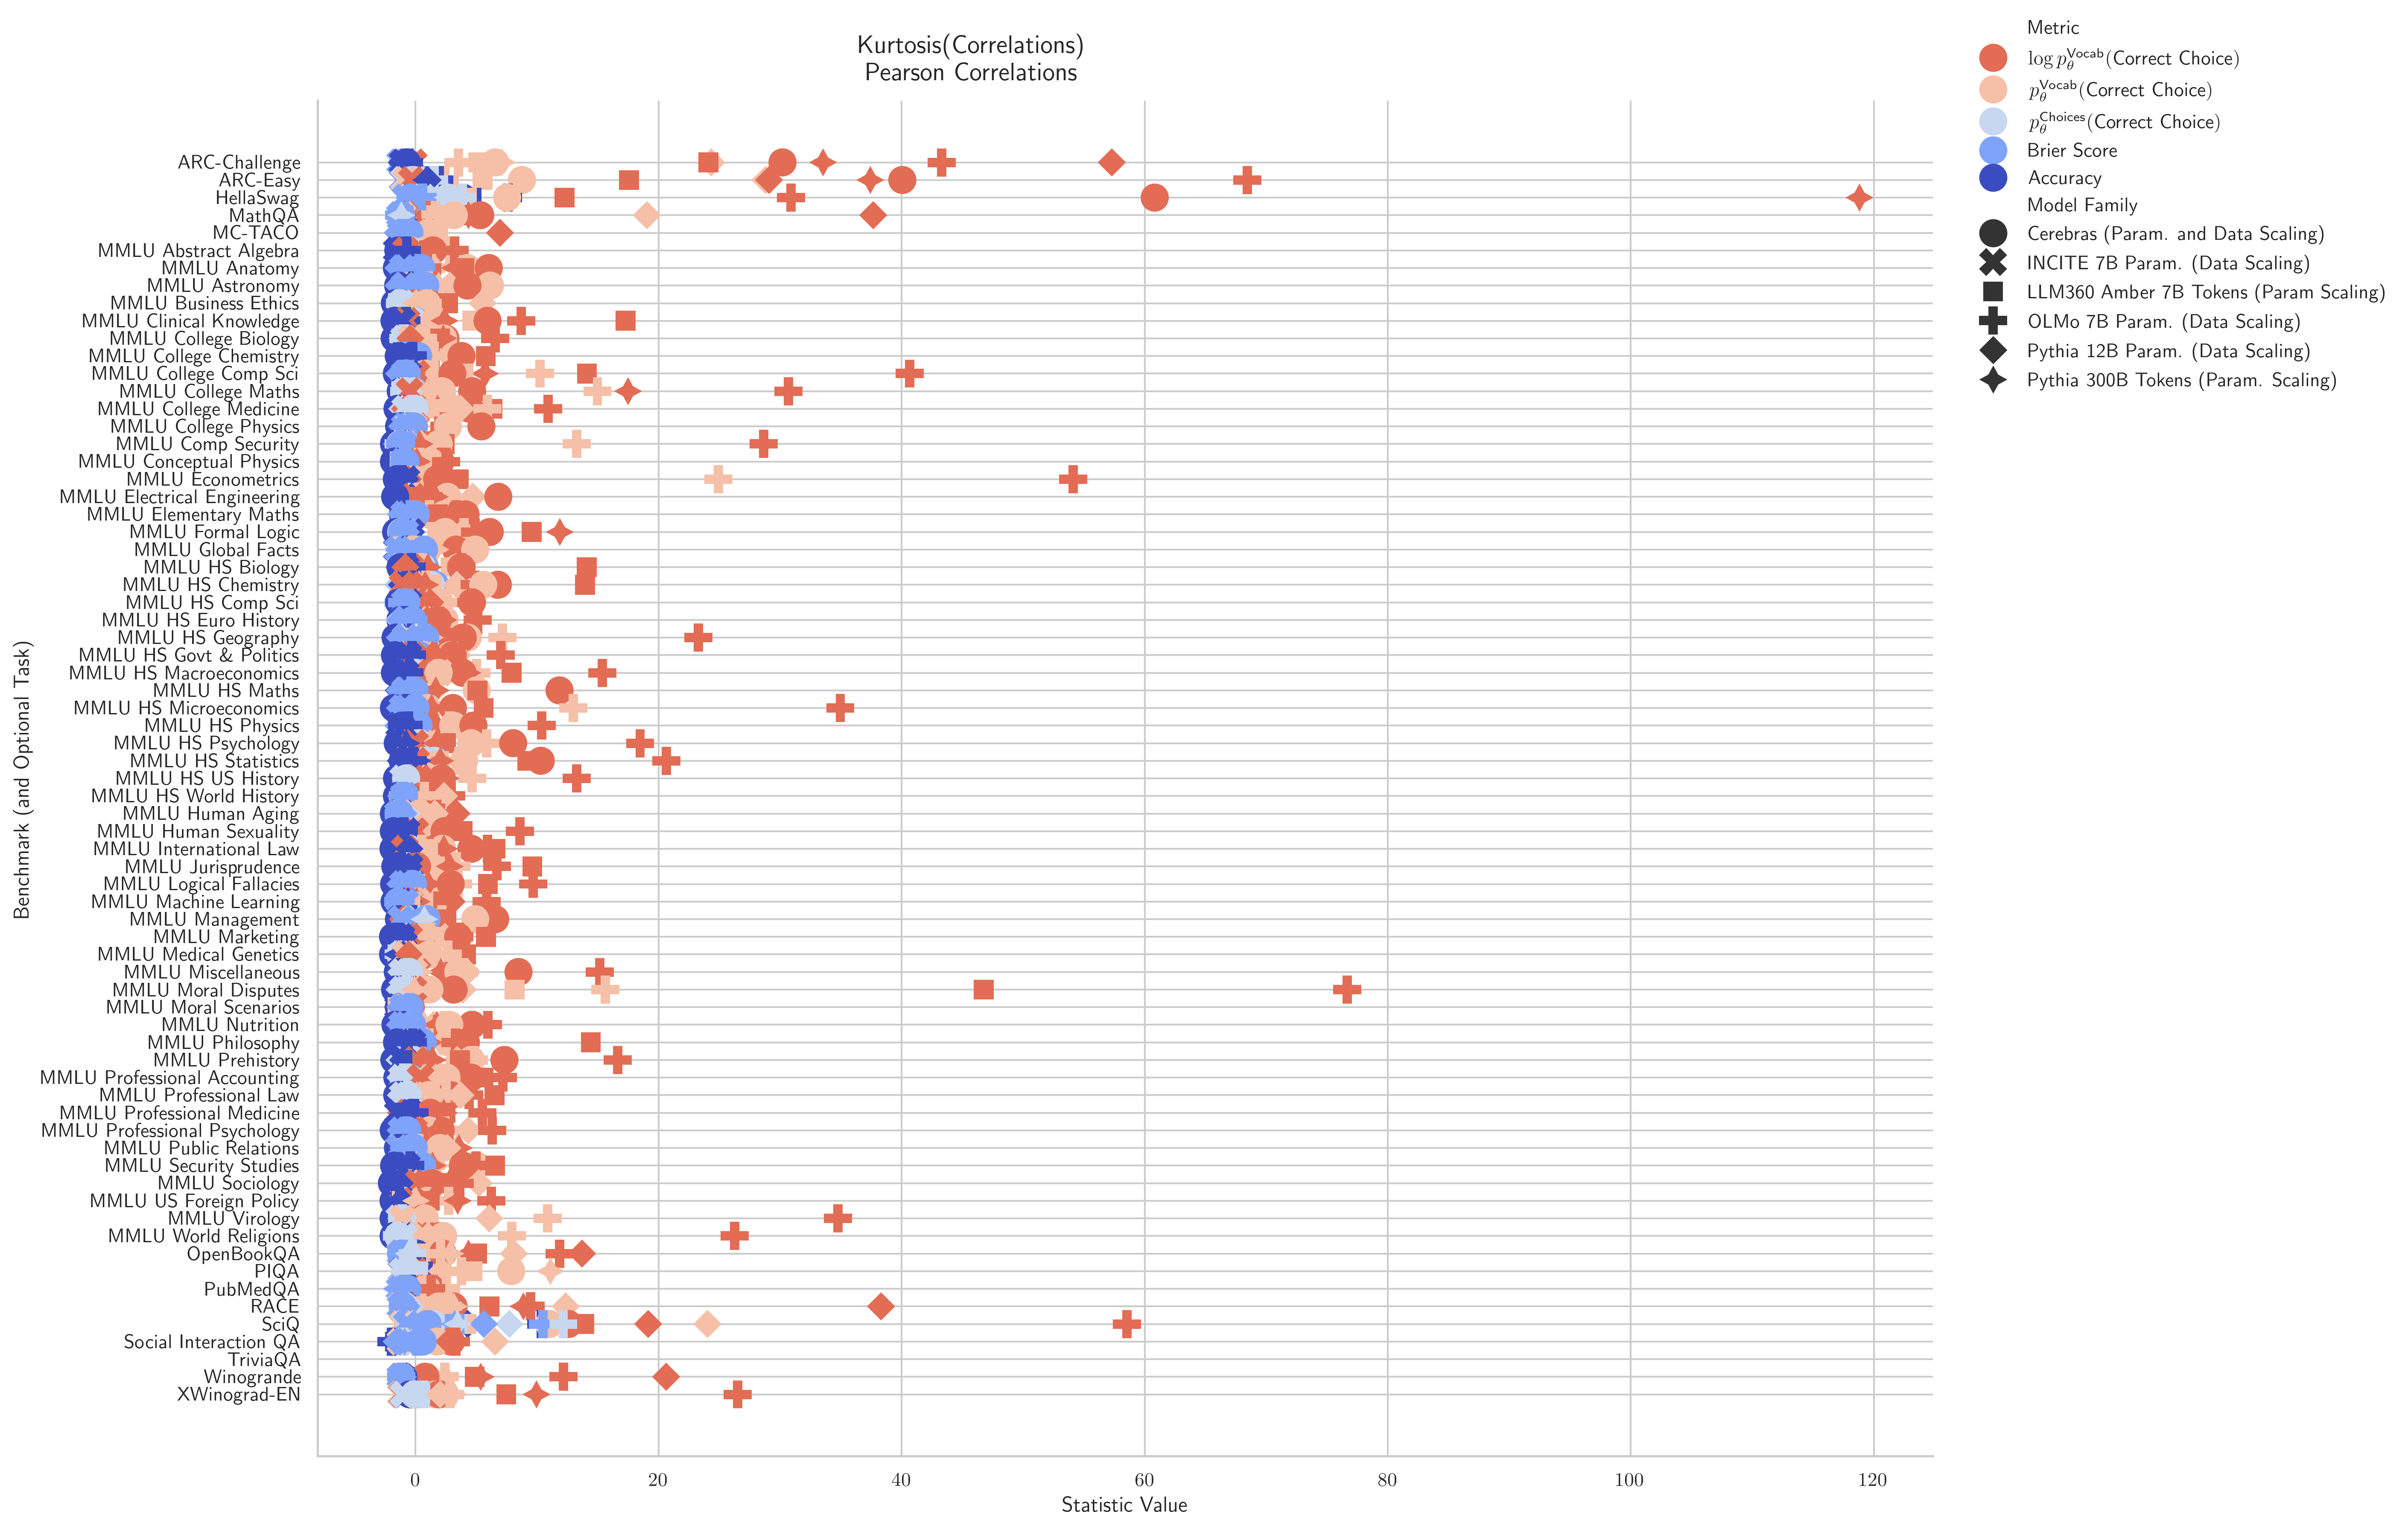 Kurtosis(Correlations)
Pearson Correlations
Metric
log p_θ^Vocab(Correct Choice)
p_θ^Vocab(Correct Choice)
p_θ^Choices(Correct Choice)
Brier Score
Accuracy
Model Family
Cerebras (Param. and Data Scaling)
INCITE 7B Param. (Data Scaling)
LLM360 Amber 7B Tokens (Param Scaling)
OLMo 7B Param. (Data Scaling)
Pythia 12B Param. (Data Scaling)
Pythia 300B Tokens (Param. Scaling)
Benchmark (and Optional Task)
ARC-Challenge
ARC-Easy
HellaSwag
MathQA
MC-TACO
MMLU Abstract Algebra
MMLU Anatomy
MMLU Astronomy
MMLU Business Ethics
MMLU Clinical Knowledge
MMLU College Biology
MMLU College Chemistry
MMLU College Comp Sci
MMLU College Maths
MMLU College Medicine
MMLU College Physics
MMLU Comp Security
MMLU Conceptual Physics
MMLU Econometrics
MMLU Electrical Engineering
MMLU Elementary Maths
MMLU Formal Logic
MMLU Global Facts
MMLU HS Biology
MMLU HS Chemistry
MMLU HS Comp Sci
MMLU HS Euro History
MMLU HS Geography
MMLU HS Govt & Politics
MMLU HS Macroeconomics
MMLU HS Maths
MMLU HS Microeconomics
MMLU HS Physics
MMLU HS Psychology
MMLU HS Statistics
MMLU HS US History
MMLU HS World History
MMLU Human Aging
MMLU Human Sexuality
MMLU International Law
MMLU Jurisprudence
MMLU Logical Fallacies
MMLU Machine Learning
MMLU Management
MMLU Marketing
MMLU Medical Genetics
MMLU Miscellaneous
MMLU Moral Disputes
MMLU Moral Scenarios
MMLU Nutrition
MMLU Philosophy
MMLU Prehistory
MMLU Professional Accounting
MMLU Professional Law
MMLU Professional Medicine
MMLU Professional Psychology
MMLU Public Relations
MMLU Security Studies
MMLU Sociology
MMLU US Foreign Policy
MMLU Virology
MMLU World Religions
OpenBookQA
PIQA
PubMedQA
RACE
SciQ
Social Interaction QA
TriviaQA
Winogrande
XWinograd-EN
0 20 40 60 80 100 120
Statistic Value